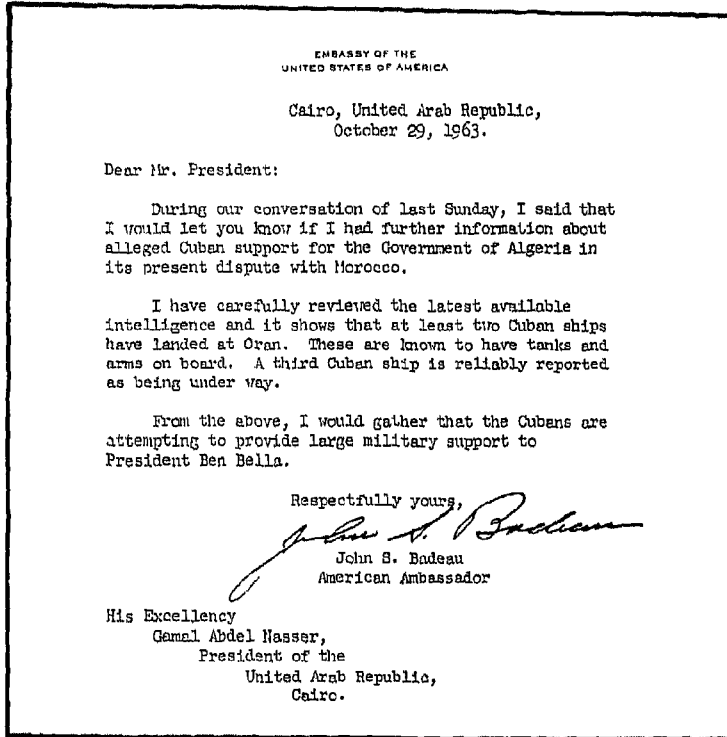 EMBASSY OF THE
UNITED STATES OF AMERICA
Cairo, United Arab Republic,
October 29, 1963.
Dear Mr. President:
During our conversation of last Sunday, I said that
I would let you know if I had further information about
alleged Cuban support for the Government of Algeria in
its present dispute with Morocco.
I have carefully reviewed the latest available
intelligence and it shows that at least two Cuban ships
have landed at Oran. These are known to have tanks and
arms on board. A third Cuban ship is reliably reported
as being under way.
From the above, I would gather that the Cubans are
attempting to provide large military support to
President Ben Bella.
Respectfully yours,
John S. Badeau
John S. Badeau
American Ambassador
His Excellency
Gamal Abdel Nasser,
President of the
United Arab Republic,
Cairo.